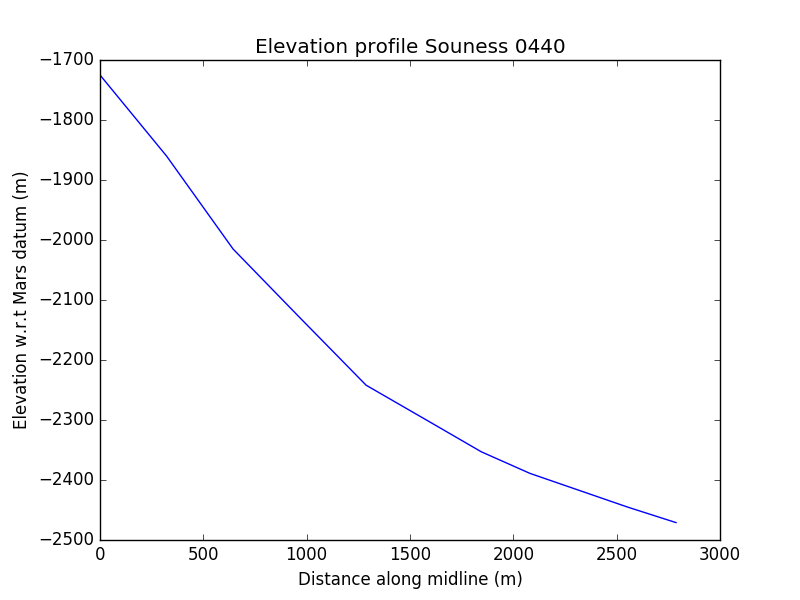 Elevation profile Souness 0440
−1700
−1800
−1900
−2000
−2100
−2200
−2300
−2400
−2500
Elevation w.r.t Mars datum (m)
0 500 1000 1500 2000 2500 3000
Distance along midline (m)